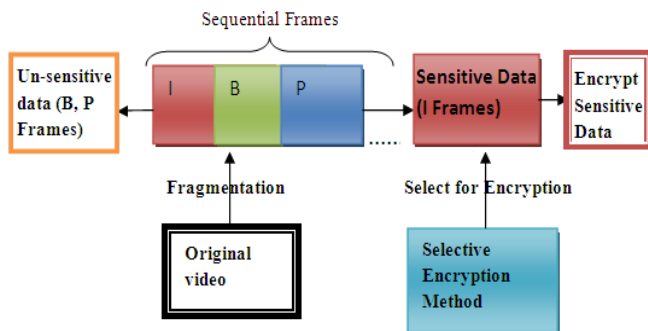 Sequential Frames
Un-sensitive
data (B, P
Frames)
I
B
P
Sensitive Data
(I Frames)
Encrypt
Sensitive
Data
......
Fragmentation
Select for Encryption
Original
video
Selective
Encryption
Method